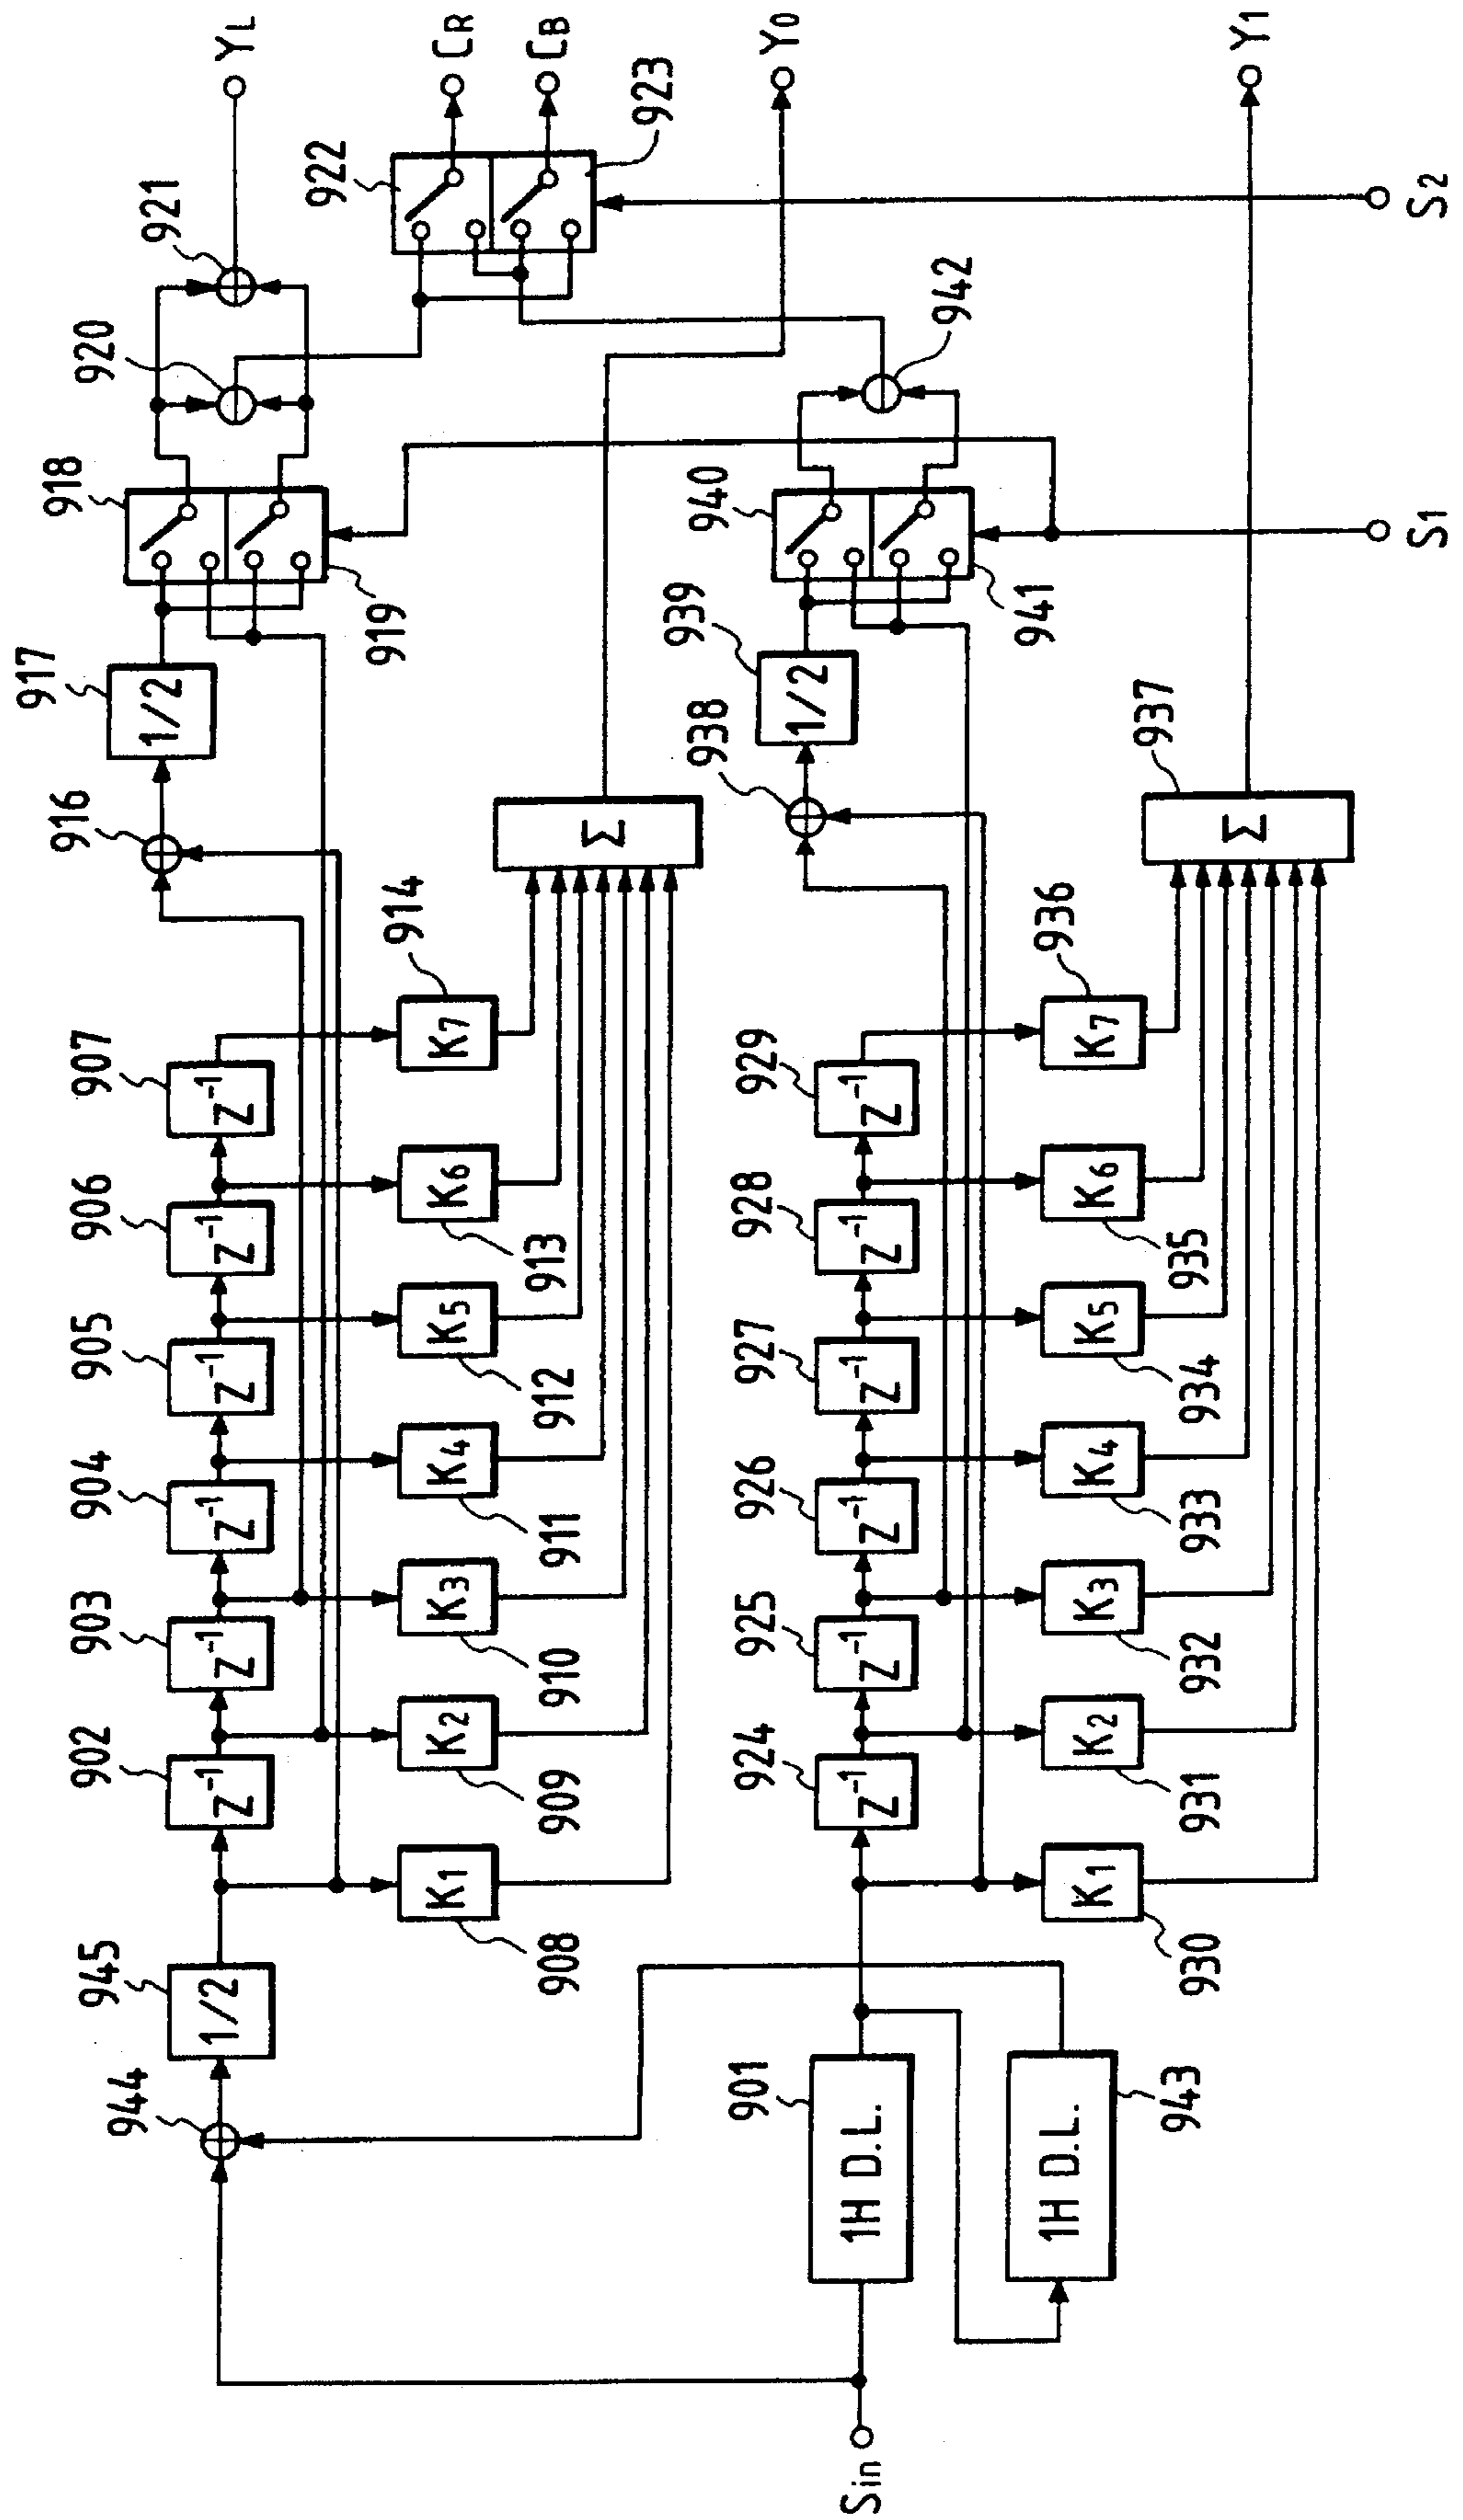 917
916
907
906
905
904
903
902
945
944
918
920
921
YL
1/2
Z-1
Z-1
Z-1
Z-1
Z-1
Z-1
1/2
919
922
CR
CB
923
914
K7
K6
K5
K4
K3
K2
K1
913
912
911
910
909
908
Σ
Y0
942
940
939
938
929
928
927
926
925
924
901
1/2
Z-1
Z-1
Z-1
Z-1
Z-1
Z-1
1H D.L.
Sin
941
936
K7
K6
K5
K4
K3
K2
K1
1H D.L.
943
937
935
934
933
932
931
930
Σ
Y1
S1
S2